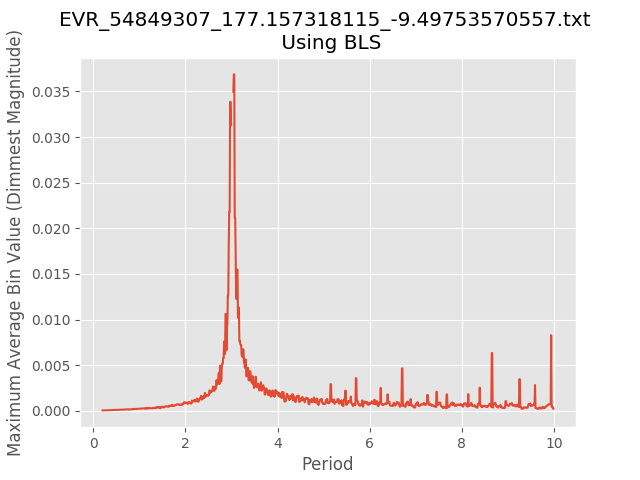 EVR_54849307_177.157318115_-9.49753570557.txt
Using BLS
Maximum Average Bin Value (Dimmest Magnitude)
0.035
0.030
0.025
0.020
0.015
0.010
0.005
0.000
0 2 4 6 8 10
Period